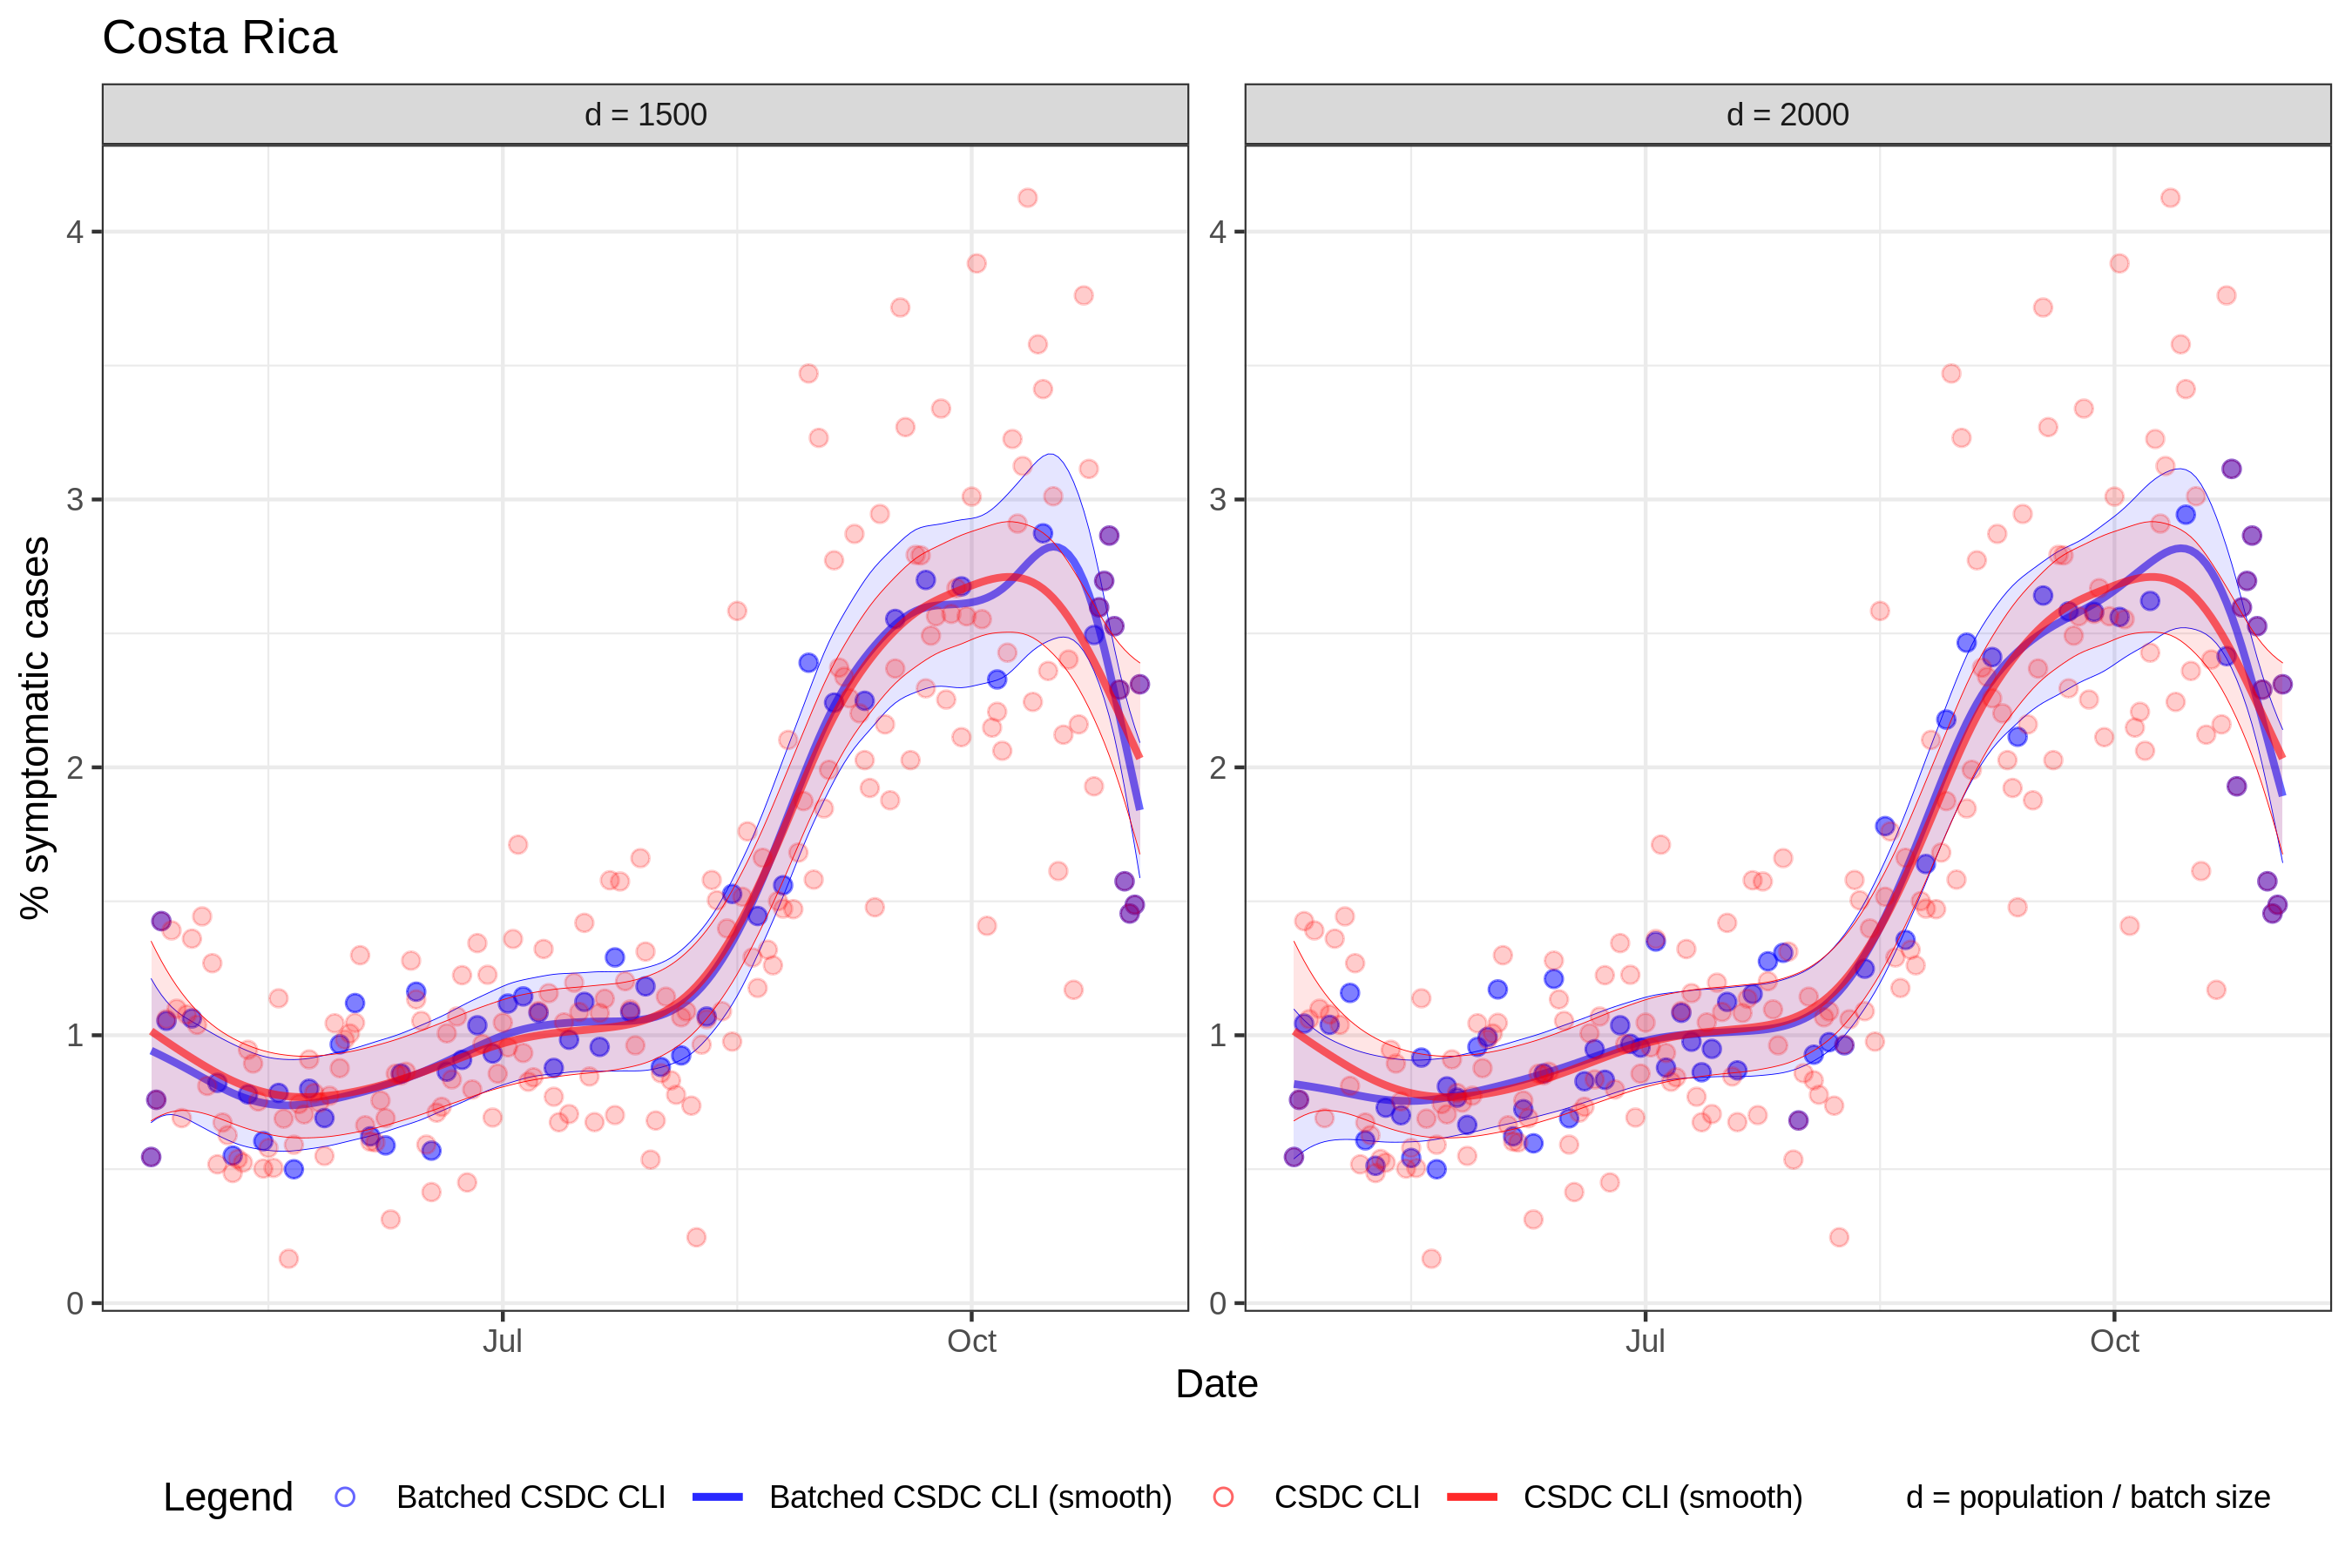 Costa Rica
d = 1500
d = 2000
% symptomatic cases
4
3
2
1
0
4
3
2
1
0
Jul
Oct
Jul
Oct
Date
Legend
Batched CSDC CLI
Batched CSDC CLI (smooth)
CSDC CLI
CSDC CLI (smooth)
d = population / batch size